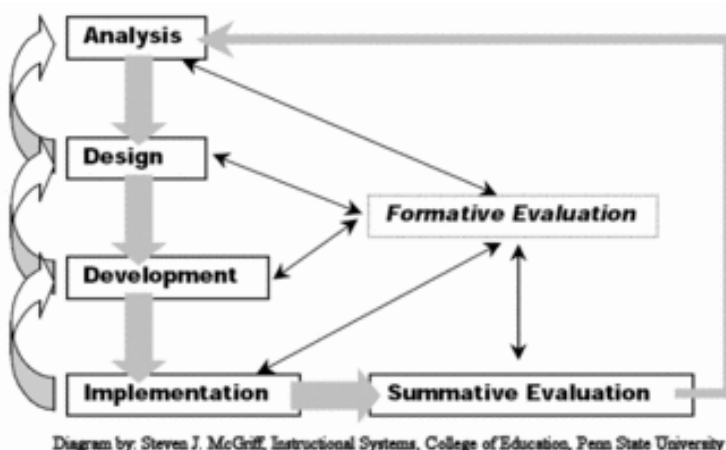 Analysis
Design
Formative Evaluation
Development
Implementation
Summative Evaluation
Diagram by: Steven J. McGriff, Instructional Systems, College of Education, Penn State University